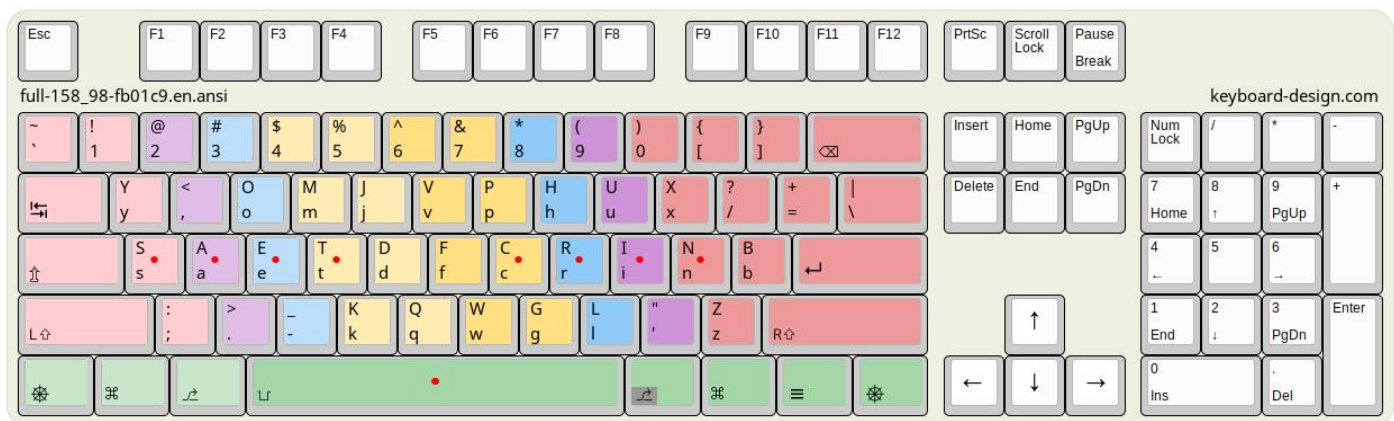 Esc F1 F2 F3 F4 F5 F6 F7 F8 F9 F10 F11 F12 PrtSc Scroll Lock Pause Break
full-158_98-fb01c9.en.ansi keyboard-design.com
~ ! @ # $ % ^ & * ( ) { } Insert Home PgUp Num Lock / * -
` 1 2 3 4 5 6 7 8 9 0 [ ] ⌫
Y < O M J V P H U X ? + | Delete End PgDn 7 8 9 +
↹ y , o m j v p h u x / = \ Home ↑ PgUp
S A E T D F C R I N B 4 5 6
⇧ s a e t d f c r i n b ↵ ← →
: > _ K Q W G L " Z ↑ 1 2 3 Enter
L⇧ ; . - k q w g l ' z R⇧ End ↓ PgDn
⎈ ⌘ ⎇ ⊔ ⎇ ⌘ ≡ ⎈ ← ↓ → 0 .
Ins Del